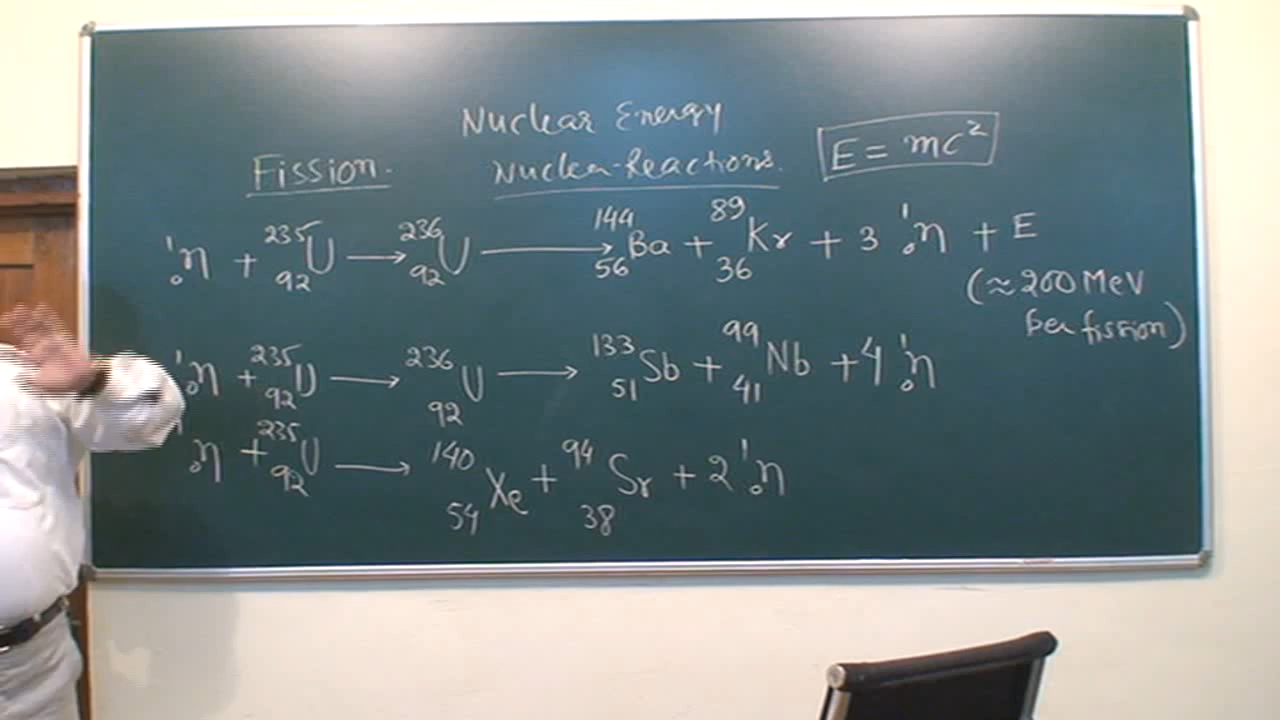 Nuclear Energy
Fission. Nuclear-Reactions. E = mc²
¹₀n + ²³⁵₉₂U → ²³⁶₉₂U → ¹⁴⁴₅₆Ba + ⁸⁹₃₆Kr + 3 ¹₀n + E
(≈200 MeV
per fission)
¹₀n + ²³⁵₉₂U → ²³⁶₉₂U → ¹³³₅₁Sb + ⁹⁹₄₁Nb + 4 ¹₀n
¹₀n + ²³⁵₉₂U → ¹⁴⁰₅₄Xe + ⁹⁴₃₈Sr + 2 ¹₀n